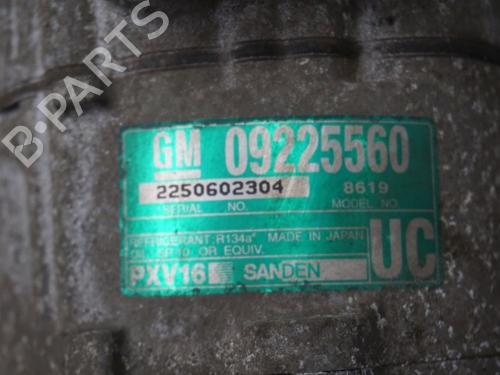 B-PARTS
GM 09225560
2250602304 8619
SERIAL NO. MODEL NO.
REFRIGERANT:R134a MADE IN JAPAN
OIL SP-10 OR EQUIV. UC
PXV16 SANDEN